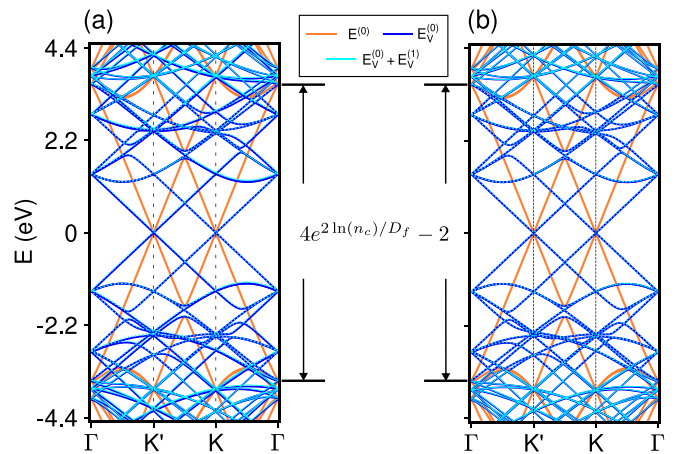 (a)
(b)
E⁽⁰⁾ E_V⁽⁰⁾
E_V⁽⁰⁾ + E_V⁽¹⁾
4.4
2.2
0
-2.2
-4.4
E (eV)
4e^{2 ln(n_c)/D_f} − 2
Γ K' K Γ
Γ K' K Γ